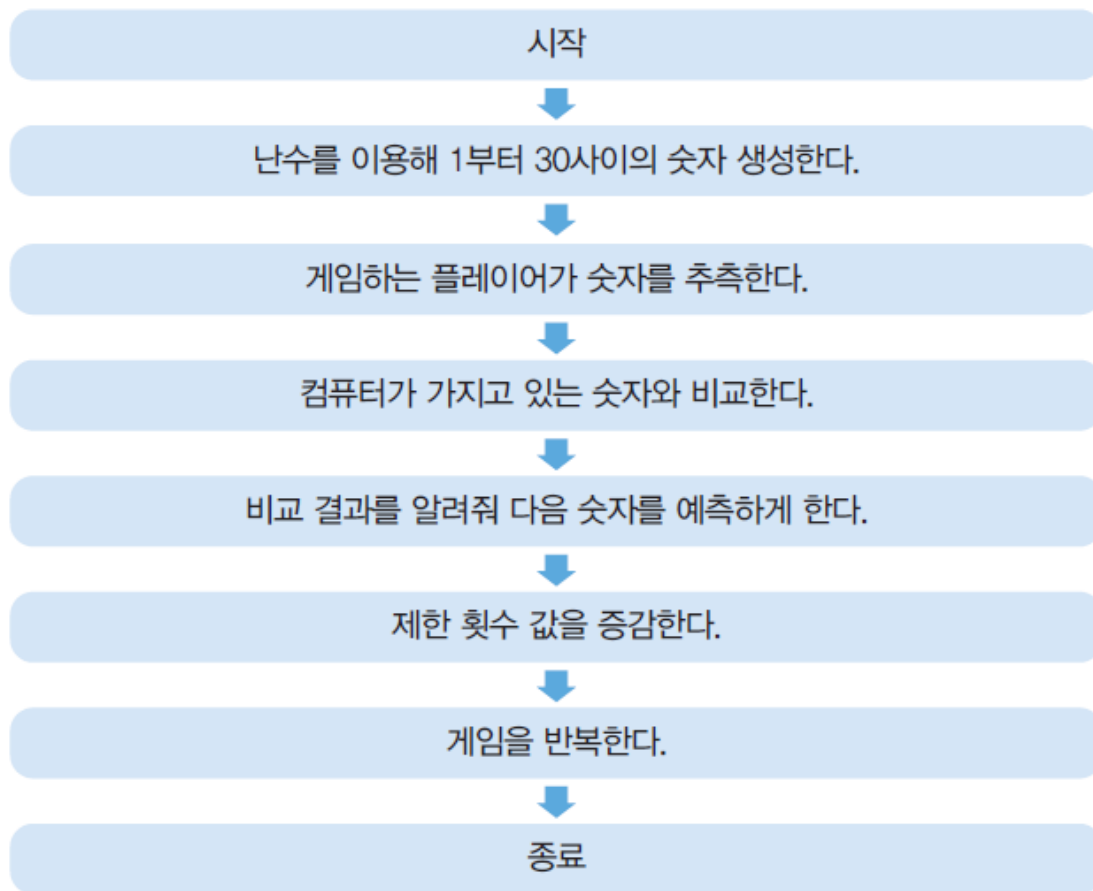 시작
난수를 이용해 1부터 30사이의 숫자 생성한다.
게임하는 플레이어가 숫자를 추측한다.
컴퓨터가 가지고 있는 숫자와 비교한다.
비교 결과를 알려줘 다음 숫자를 예측하게 한다.
제한 횟수 값을 증감한다.
게임을 반복한다.
종료